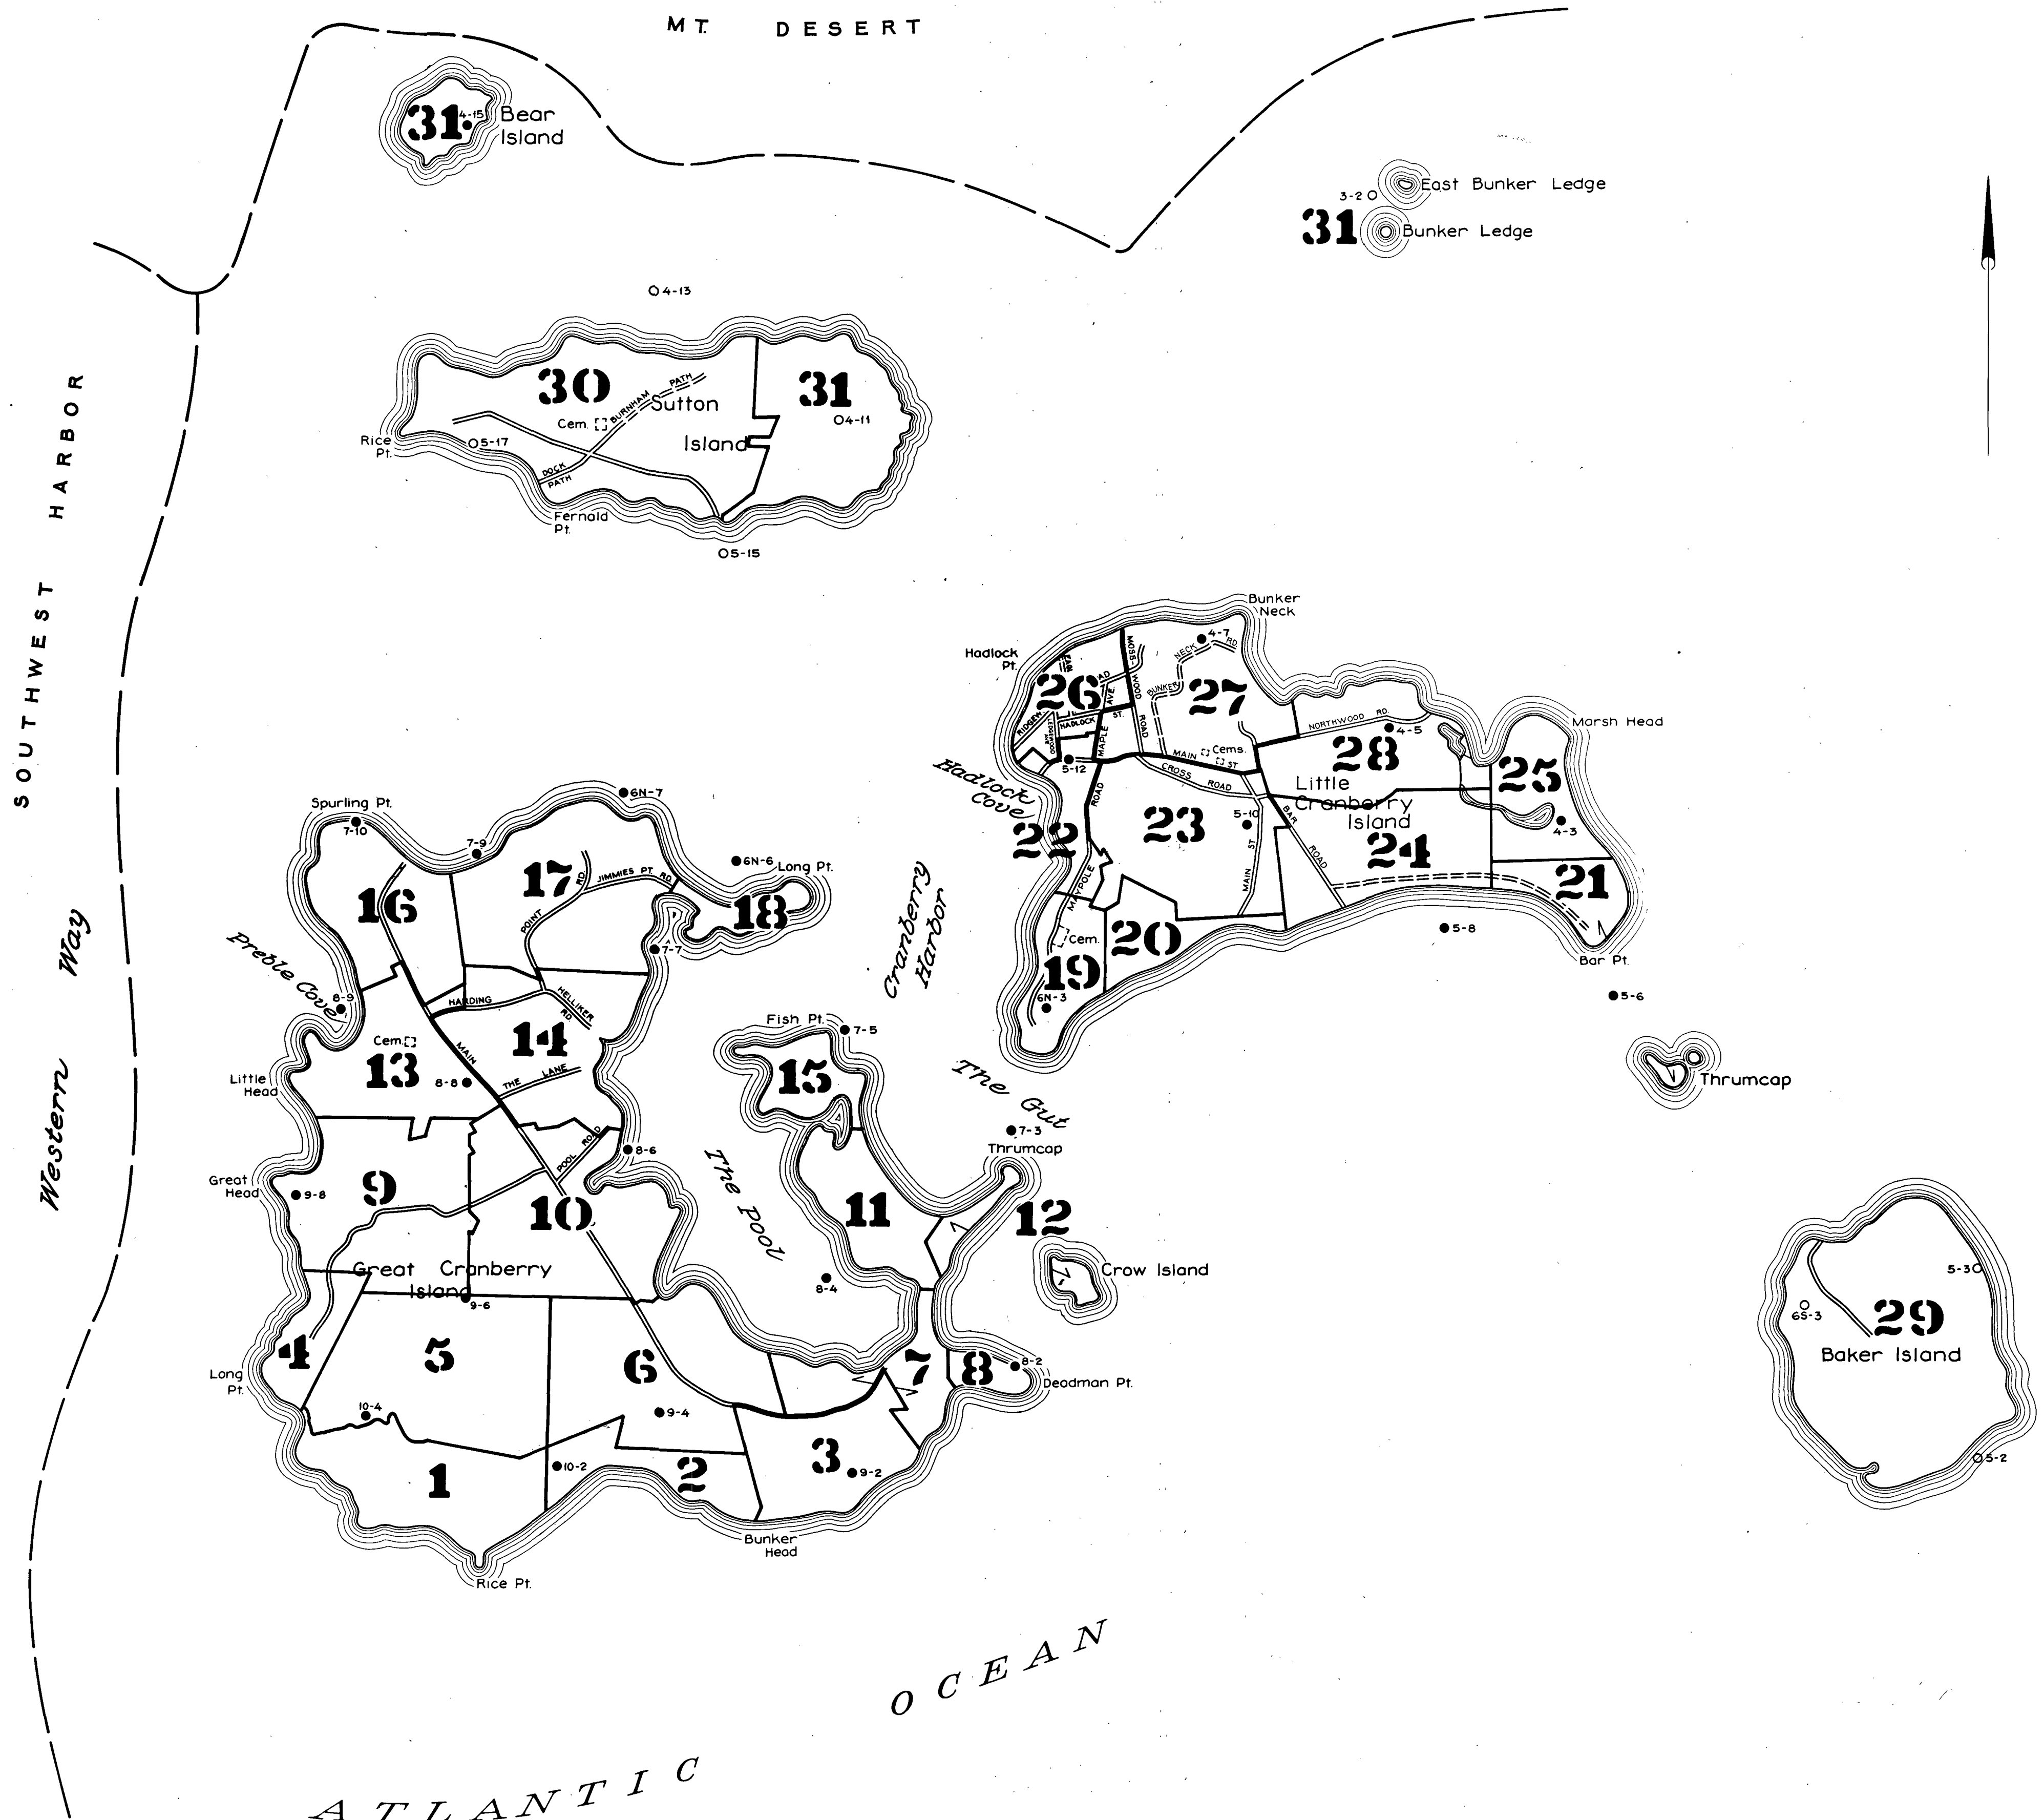 MT. DESERT
31
4-15
Bear
Island
3-2
East Bunker Ledge
31
Bunker Ledge
4-13
SOUTHWEST HARBOR
30
BURNHAM PATH
Sutton
Island
Cem.
31
4-11
Rice
Pt.
5-17
DOCK
PATH
Fernald
Pt.
5-15
Bunker
Neck
Hadlock
Pt.
4-7
BUNKER NECK RD.
MOSSWOOD ROAD
26
27
AVE.
MAPLE
HADLOCK ST.
Marsh Head
NORTHWOOD RD.
4-5
28
25
MAIN ST
Cems.
5-12
CROSS ROAD
Hadlock
Cove
Little
Cranberry
Island
ROAD
22
23
5-10
BAR ROAD
24
4-3
21
MAIN ST
MAYPOLE
Cem.
20
19
6N-3
5-8
Bar Pt.
5-6
Thrumcap
Western Way
6N-7
Spurling Pt.
7-10
7-9
6N-6
Long Pt.
17
JIMMIES PT. RD.
POINT RD.
16
18
7-7
Cranberry
Harbor
Preble Cove
8-9
HARDING
HELLIKER
RD.
Cem.
13
14
MAIN
8-8
THE LANE
Little
Head
Fish Pt.
7-5
15
The Gut
7-3
Thrumcap
POOL ROAD
8-6
The Pool
Great
Head
9-8
9
10
11
12
Crow Island
Great Cranberry
Island
9-6
8-4
5-3
6S-3
29
Baker Island
5-2
4
5
6
7
8
8-2
Deadman Pt.
Long
Pt.
10-4
9-4
3
9-2
1
10-2
2
Bunker
Head
Rice Pt.
ATLANTIC OCEAN